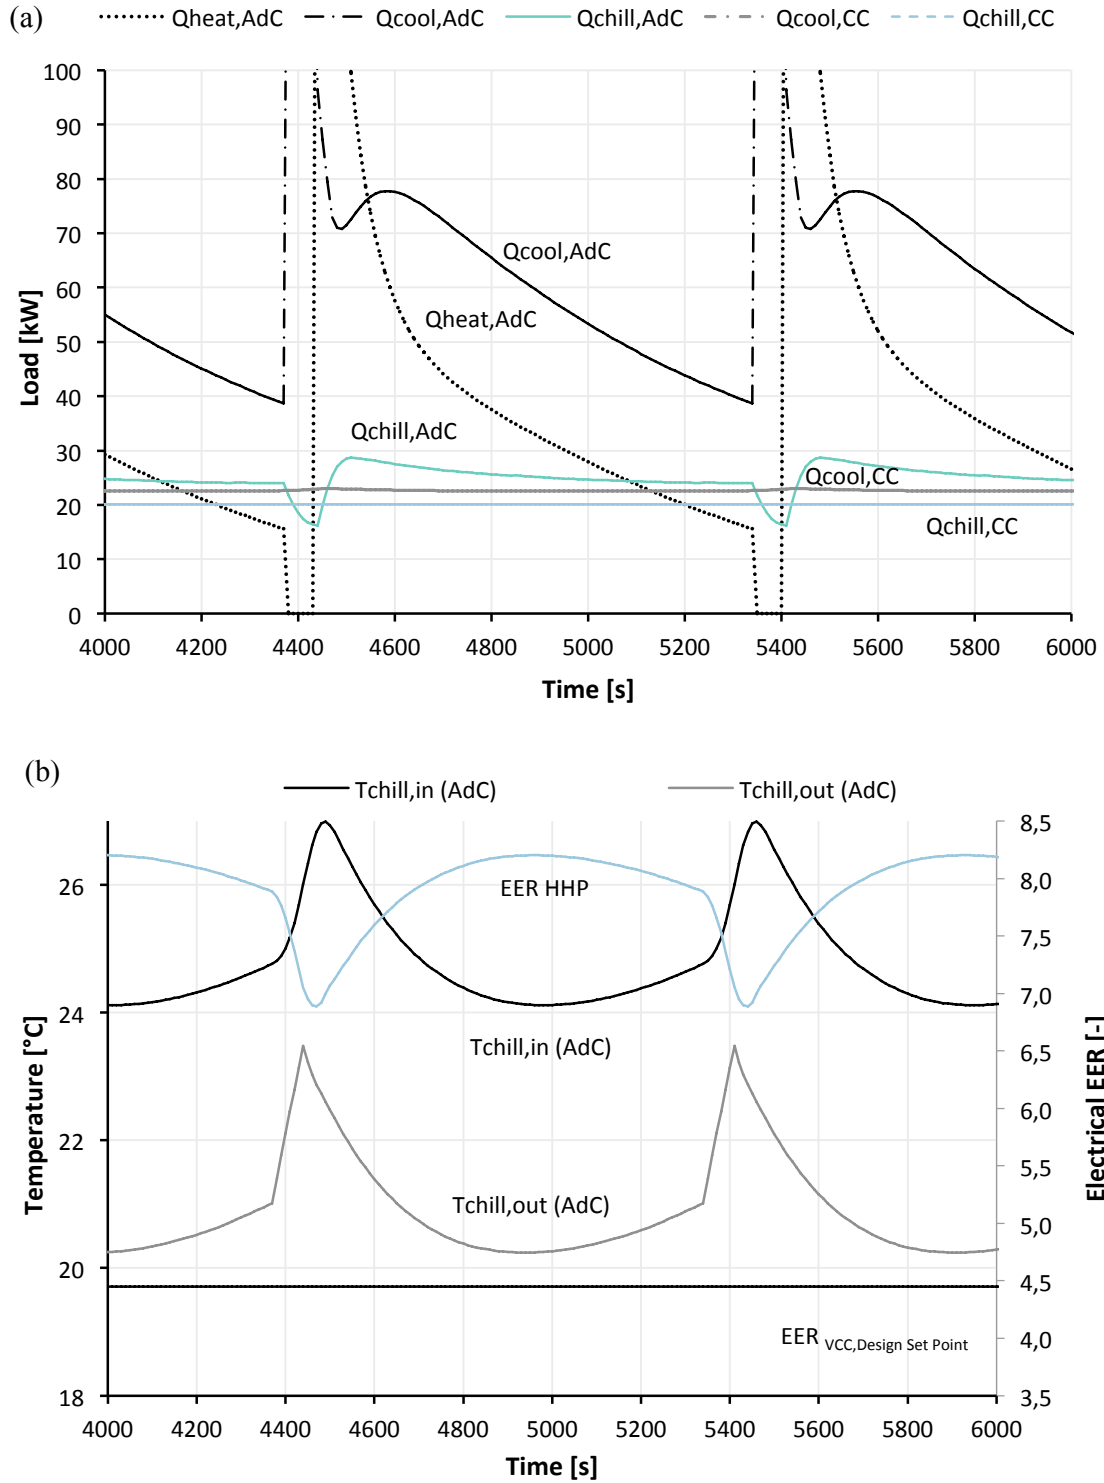 (a)
Qheat,AdC Qcool,AdC Qchill,AdC Qcool,CC Qchill,CC
100
90
80
70
60
50
40
30
20
10
0
Load [kW]
Qcool,AdC
Qheat,AdC
Qchill,AdC
Qcool,CC
Qchill,CC
4000 4200 4400 4600 4800 5000 5200 5400 5600 5800 6000
Time [s]
(b)
Tchill,in (AdC) Tchill,out (AdC)
26
24
22
20
18
Temperature [°C]
8,5
8,0
7,5
7,0
6,5
6,0
5,5
5,0
4,5
4,0
3,5
Electrical EER [-]
EER HHP
Tchill,in (AdC)
Tchill,out (AdC)
EER VCC,Design Set Point
4000 4200 4400 4600 4800 5000 5200 5400 5600 5800 6000
Time [s]